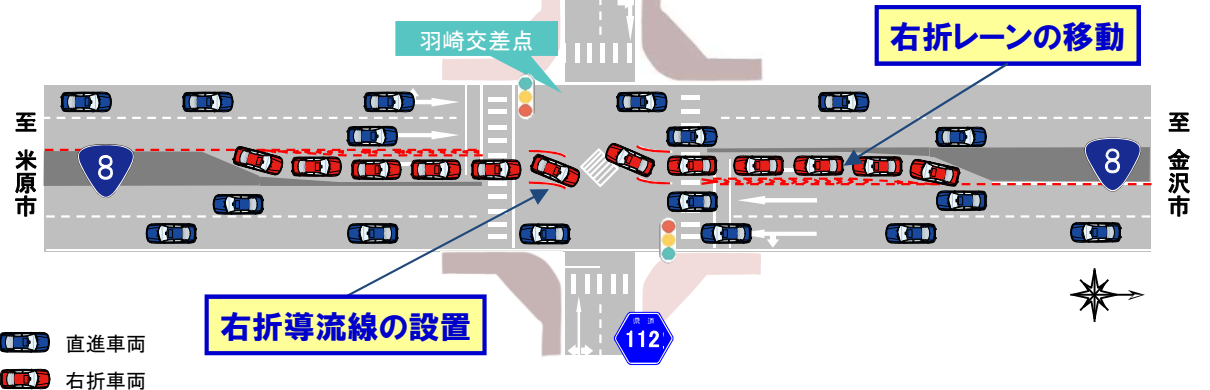 羽崎交差点
右折レーンの移動
至 米原市
8
8
至 金沢市
右折導流線の設置
県道
112
直進車両
右折車両